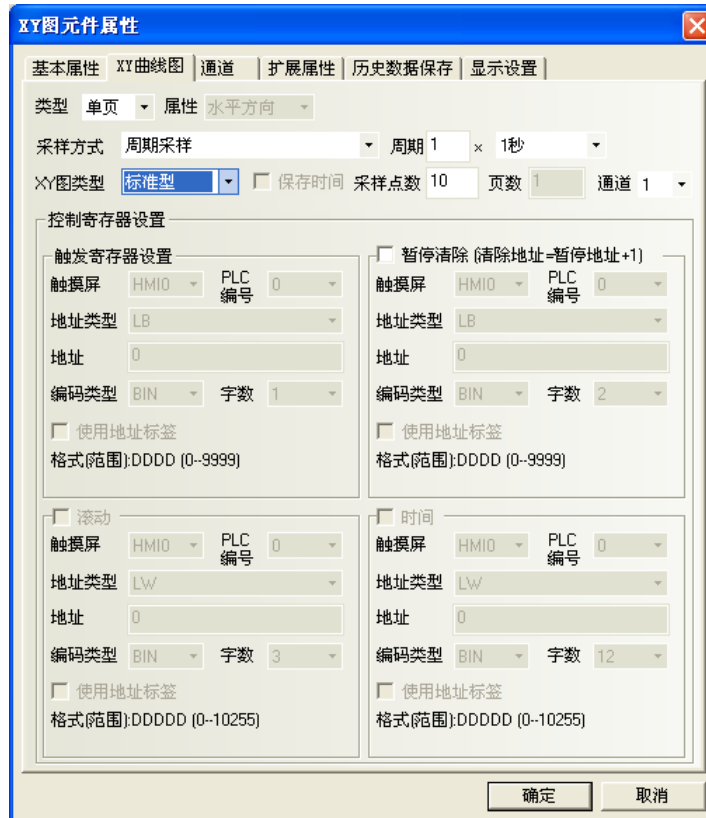 XY图元件属性
基本属性 XY曲线图 通道 扩展属性 历史数据保存 显示设置
类型 单页 属性 水平方向
采样方式 周期采样 周期 1 × 1秒
XY图类型 标准型 保存时间 采样点数 10 页数 1 通道 1
控制寄存器设置
触发寄存器设置
触摸屏 HMI0 PLC编号 0
地址类型 LB
地址 0
编码类型 BIN 字数 1
使用地址标签
格式(范围):DDDD (0--9999)
暂停清除 (清除地址=暂停地址+1)
触摸屏 HMI0 PLC编号 0
地址类型 LB
地址 0
编码类型 BIN 字数 2
使用地址标签
格式(范围):DDDD (0--9999)
滚动
触摸屏 HMI0 PLC编号 0
地址类型 LW
地址 0
编码类型 BIN 字数 3
使用地址标签
格式(范围):DDDDD (0--10255)
时间
触摸屏 HMI0 PLC编号 0
地址类型 LW
地址 0
编码类型 BIN 字数 12
使用地址标签
格式(范围):DDDDD (0--10255)
确定 取消